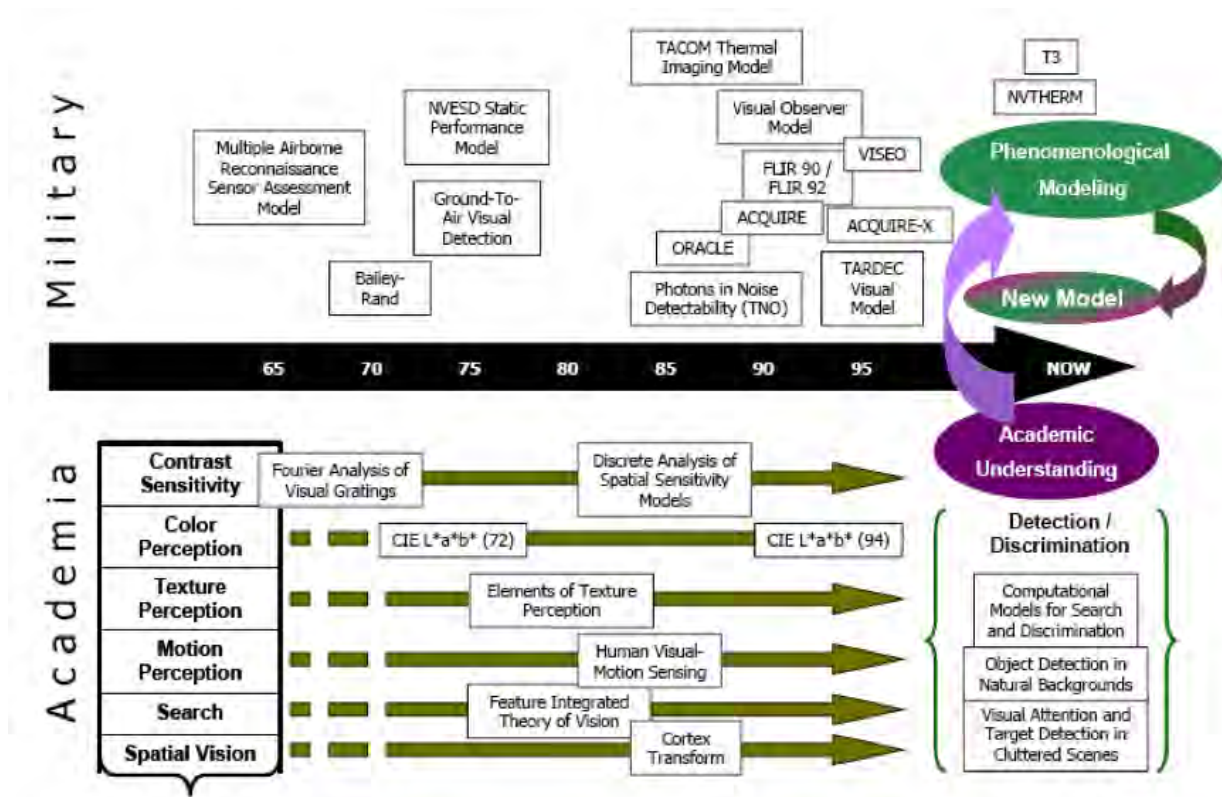 Military
TACOM Thermal
Imaging Model
T3
NVTHERM
NVESD Static
Performance
Model
Visual Observer
Model
Multiple Airborne
Reconnaissance
Sensor Assessment
Model
VISEO
Phenomenological
Modeling
FLIR 90 /
FLIR 92
Ground-To-
Air Visual
Detection
ACQUIRE
ACQUIRE-X
ORACLE
Bailey-
Rand
Photons in Noise
Detectability (TNO)
TARDEC
Visual
Model
New Model
65 70 75 80 85 90 95 NOW
Academia
Academic
Understanding
Contrast
Sensitivity
Fourier Analysis of
Visual Gratings
Discrete Analysis of
Spatial Sensitivity
Models
Color
Perception
CIE L*a*b* (72)
CIE L*a*b* (94)
Texture
Perception
Elements of Texture
Perception
Motion
Perception
Human Visual-
Motion Sensing
Search
Feature Integrated
Theory of Vision
Spatial Vision
Cortex
Transform
Detection /
Discrimination
Computational
Models for Search
and Discrimination
Object Detection in
Natural Backgrounds
Visual Attention and
Target Detection in
Cluttered Scenes